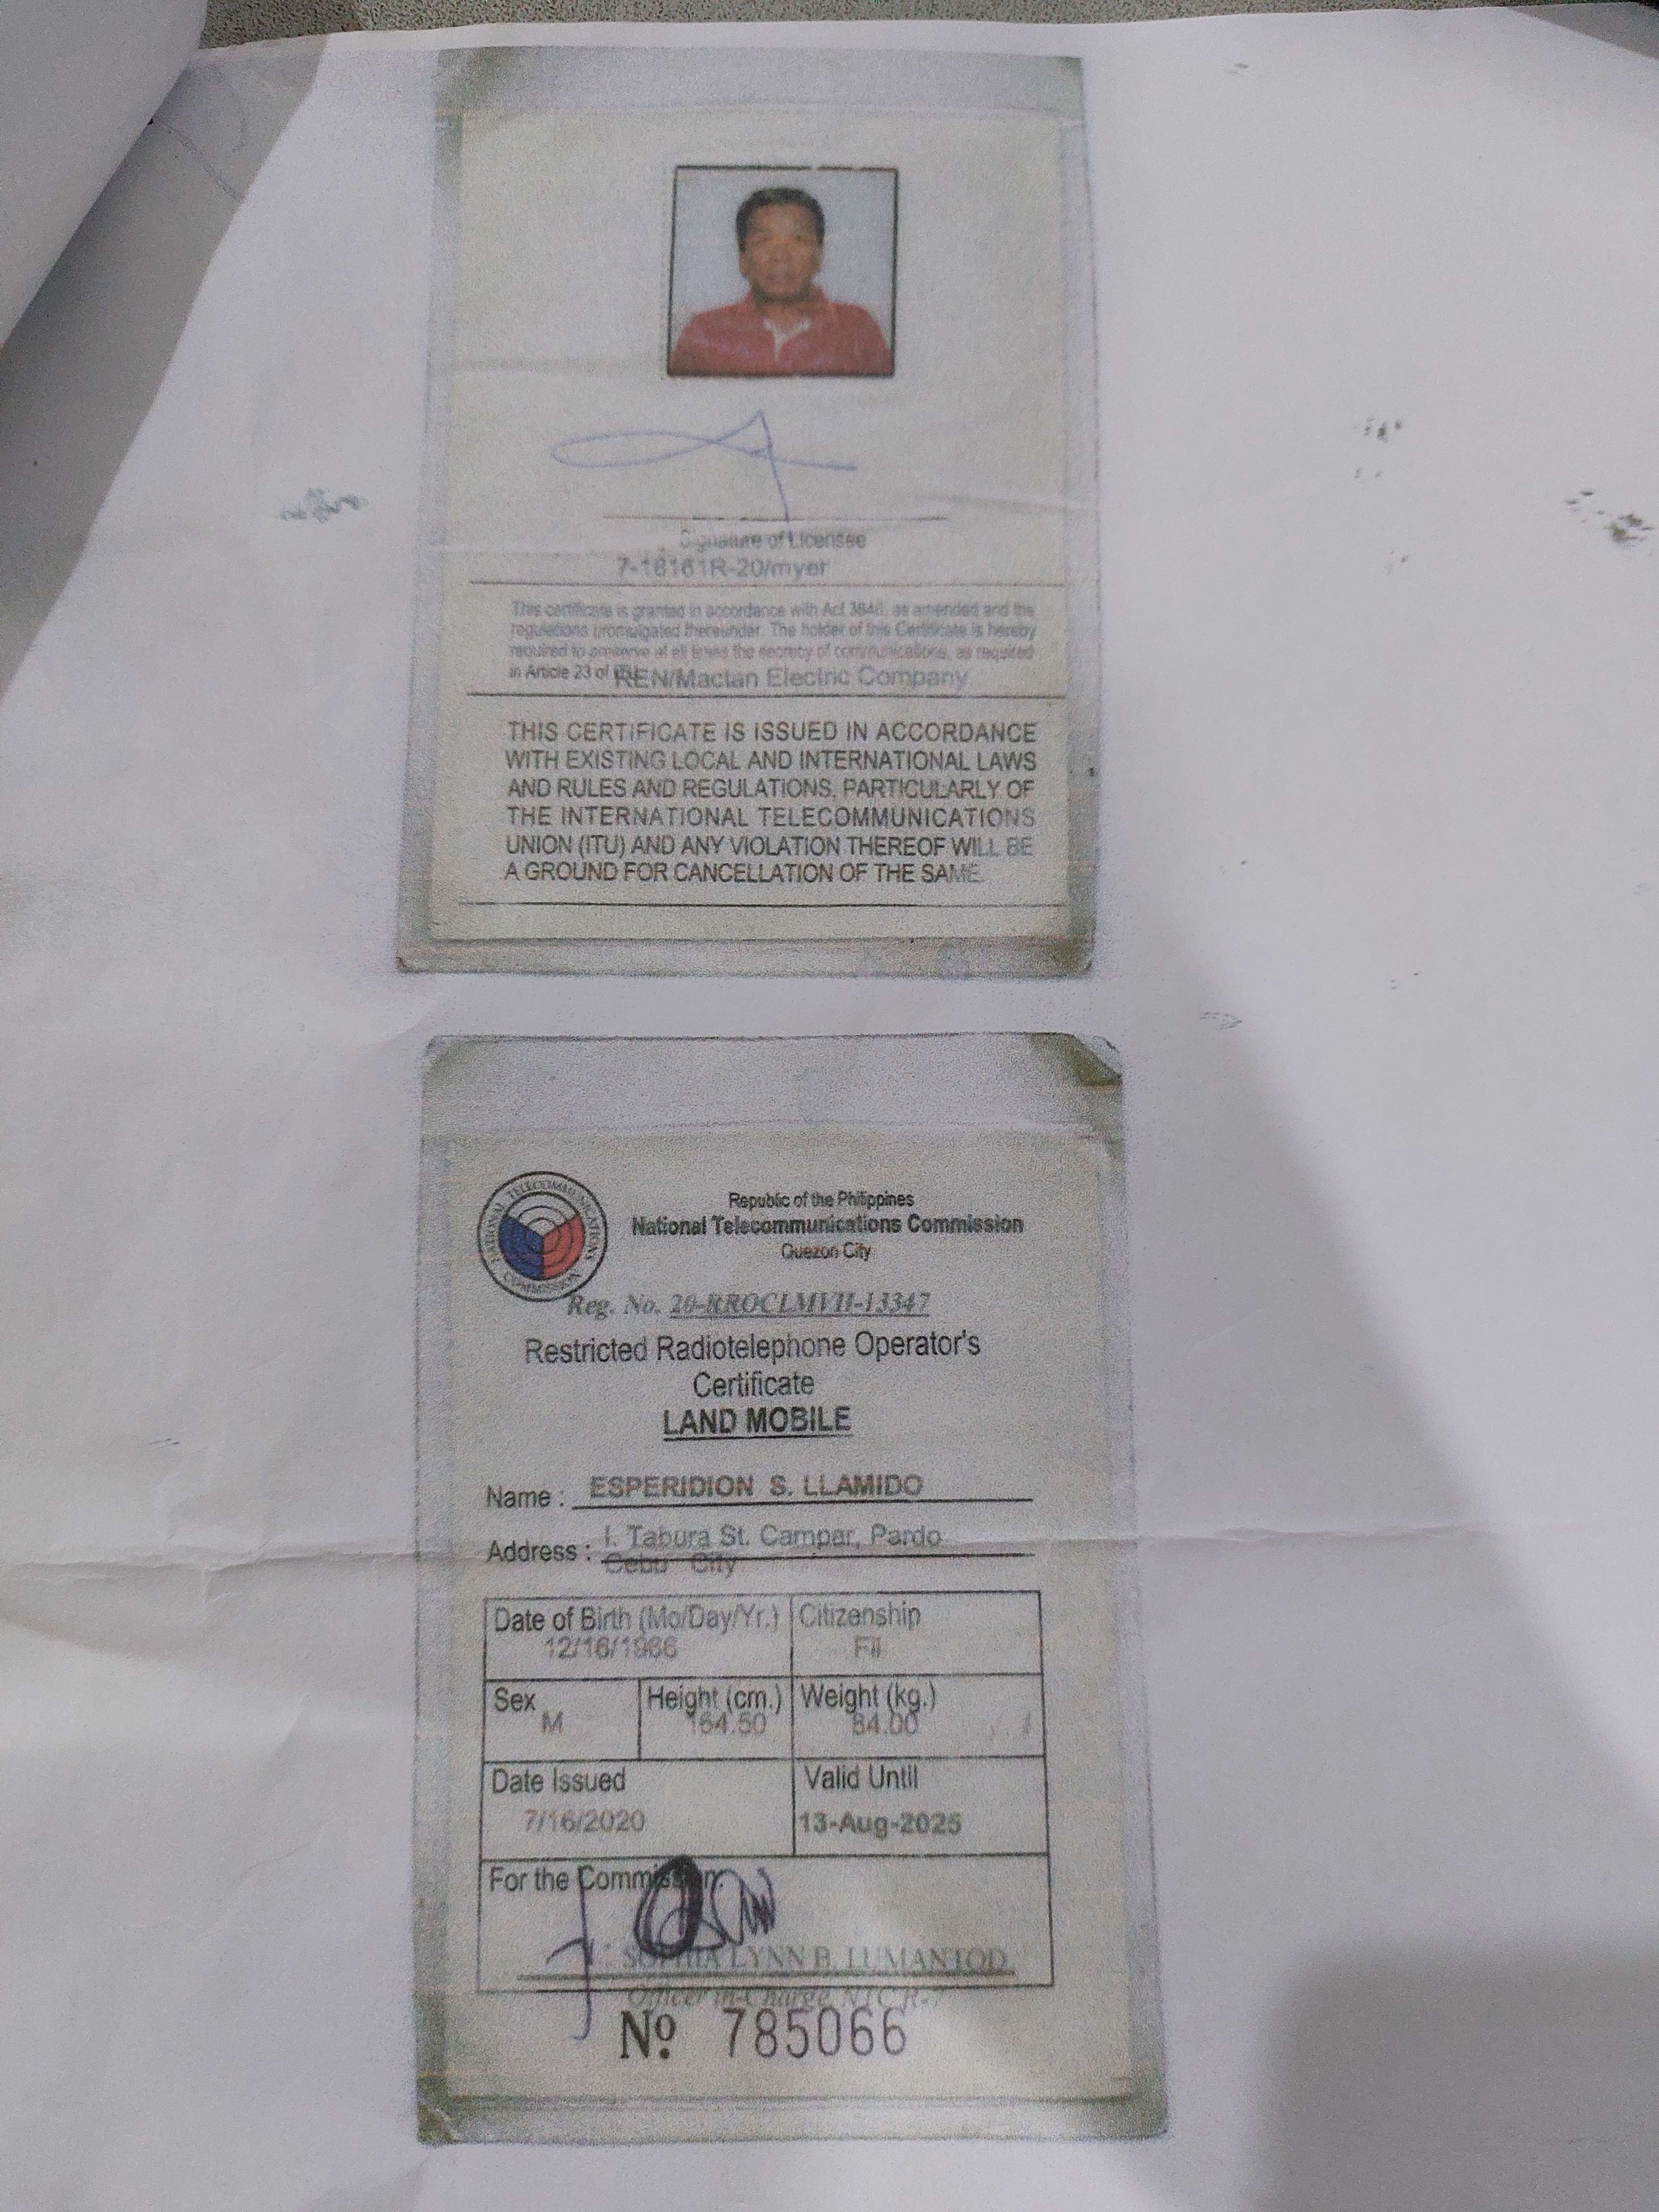 Signature of Licensee
7-16161R-20/myer
This certificate is granted in accordance with Act 3846, as amended and the
regulations promulgated thereunder. The holder of this Certificate is hereby
required to preserve at all times the secrecy of communications, as required
in Article 23 of ITU.
REN/Mactan Electric Company
THIS CERTIFICATE IS ISSUED IN ACCORDANCE
WITH EXISTING LOCAL AND INTERNATIONAL LAWS
AND RULES AND REGULATIONS, PARTICULARLY OF
THE INTERNATIONAL TELECOMMUNICATIONS
UNION (ITU) AND ANY VIOLATION THEREOF WILL BE
A GROUND FOR CANCELLATION OF THE SAME.
NATIONAL TELECOMMUNICATIONS COMMISSION
Republic of the Philippines
National Telecommunications Commission
Quezon City
Reg. No. 20-RROCLMVII-13347
Restricted Radiotelephone Operator's
Certificate
LAND MOBILE
Name : ESPERIDION S. LLAMIDO
Address : I. Tabura St. Campar, Pardo
Cebu City
Date of Birth (Mo/Day/Yr.) Citizenship
12/16/1966 Fil
Sex Height (cm.) Weight (kg.)
M 164.50 84.00
Date Issued Valid Until
7/16/2020 13-Aug-2025
For the Commission:
LYNN B. LUMANTOD
Officer In-Charge, NTC R-7
Nº 785066